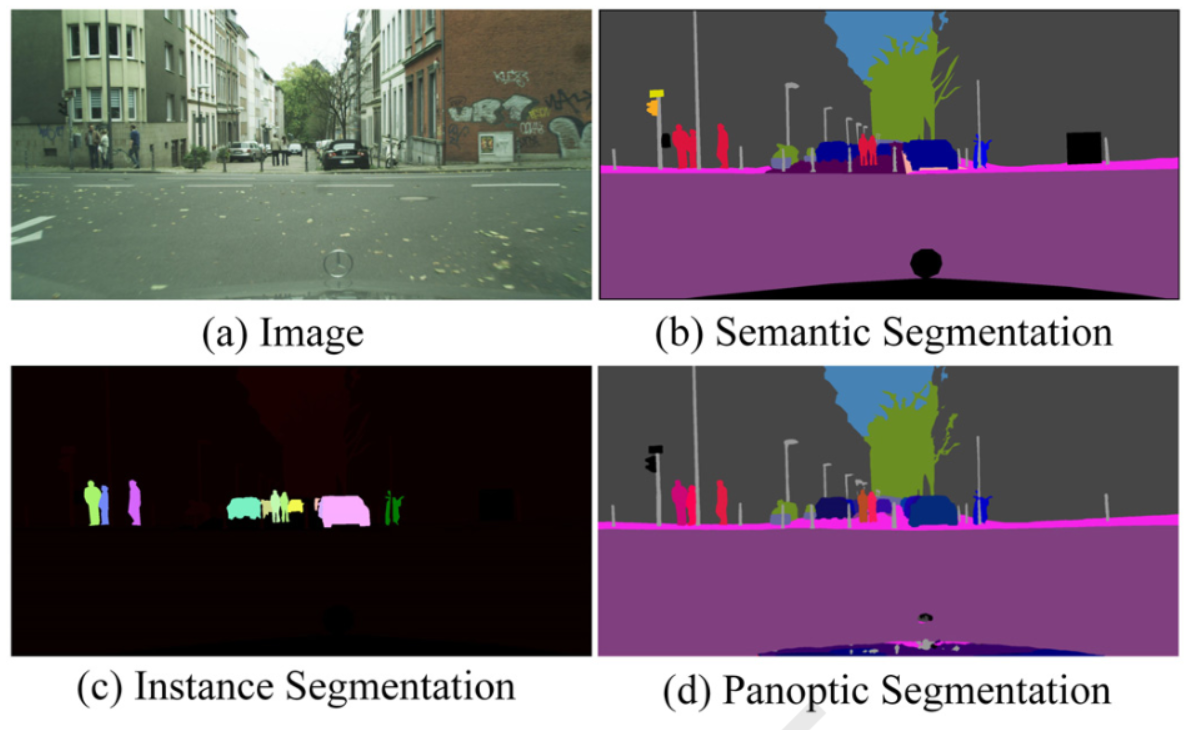 (a) Image
(b) Semantic Segmentation
(c) Instance Segmentation
(d) Panoptic Segmentation